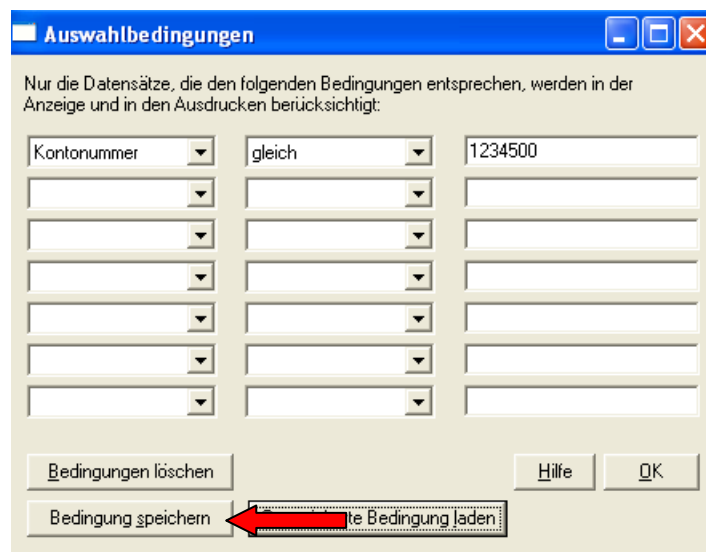 Auswahlbedingungen
Nur die Datensätze, die den folgenden Bedingungen entsprechen, werden in der
Anzeige und in den Ausdrucken berücksichtigt:
Kontonummer gleich 1234500
Bedingungen löschen Hilfe OK
Bedingung speichern Bedingung laden